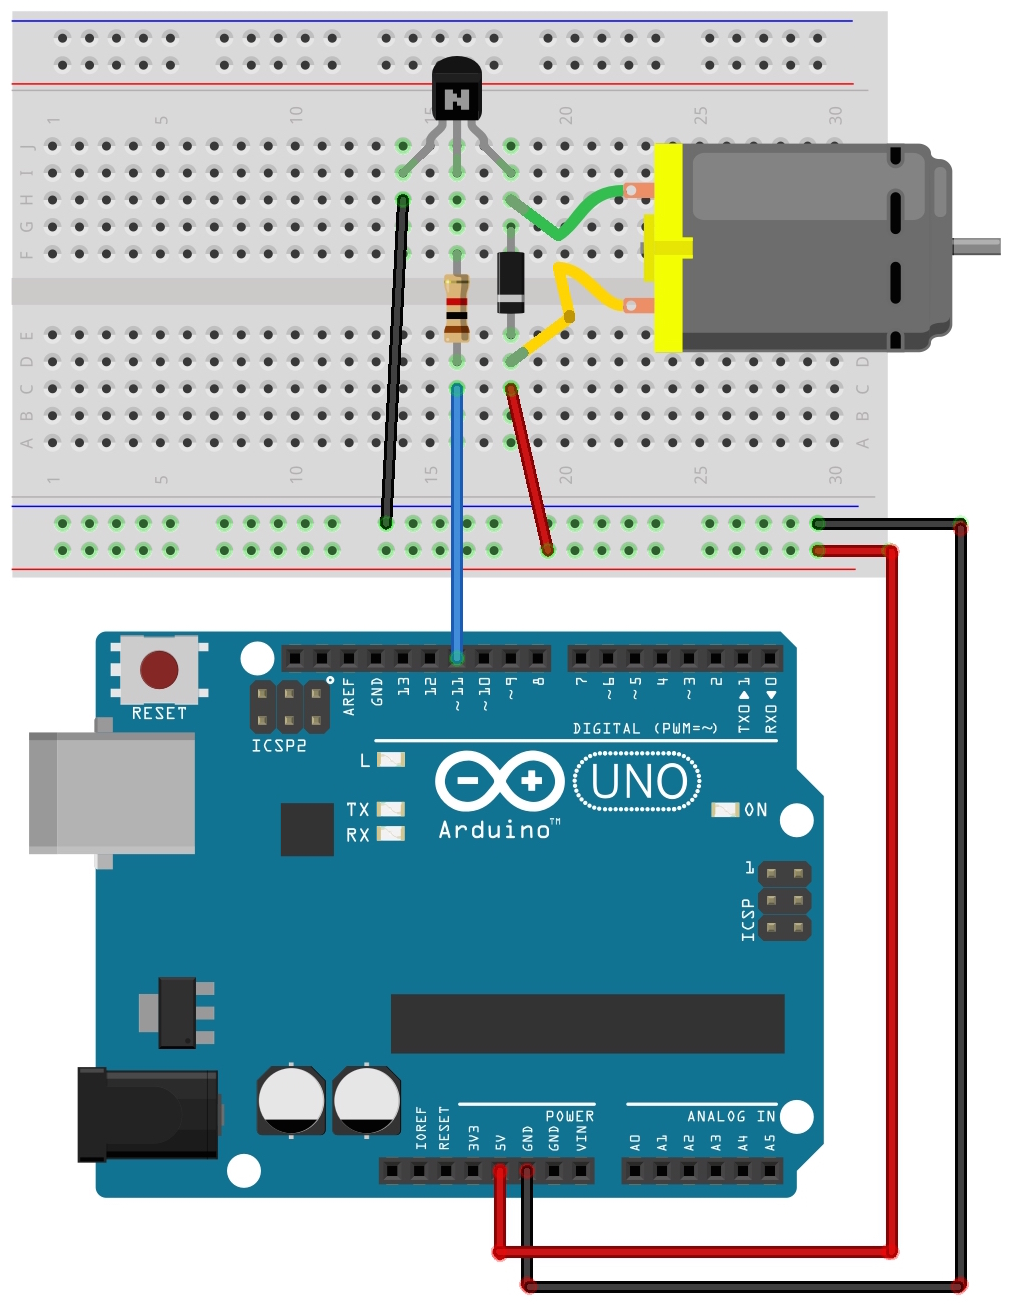 1 5 10 15 20 25 30
J
I
H
G
F
N
E
D D
C C
B B
A A
1 5 10 15 20 25 30
RESET
ICSP2
AREF GND 13 12 ~11 ~10 ~9 8 7 ~6 ~5 4 ~3 2 TX0▶1 RX0◀0
DIGITAL (PWM=~)
L
TX
RX
Arduino™
UNO
ON
1
ICSP
POWER
ANALOG IN
IOREF RESET 3V3 5V GND GND VIN A0 A1 A2 A3 A4 A5